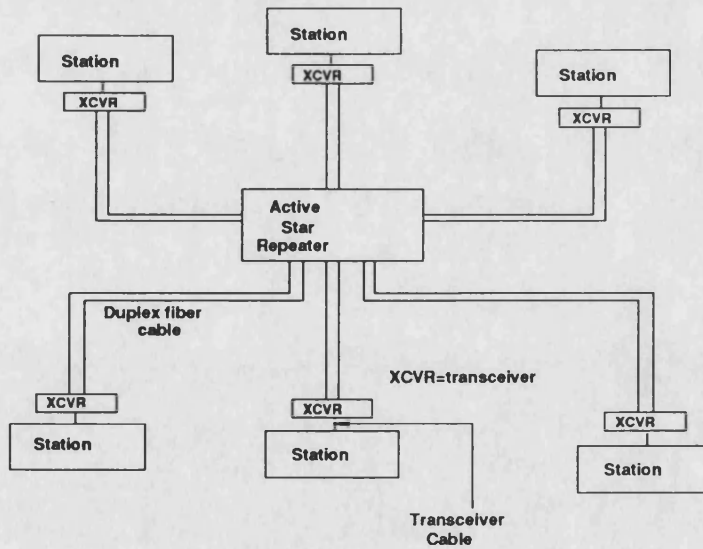 Station
XCVR
Station
XCVR
Station
XCVR
Active
Star
Repeater
Duplex fiber
cable
XCVR=transceiver
XCVR
Station
XCVR
Station
XCVR
Station
Transceiver
Cable